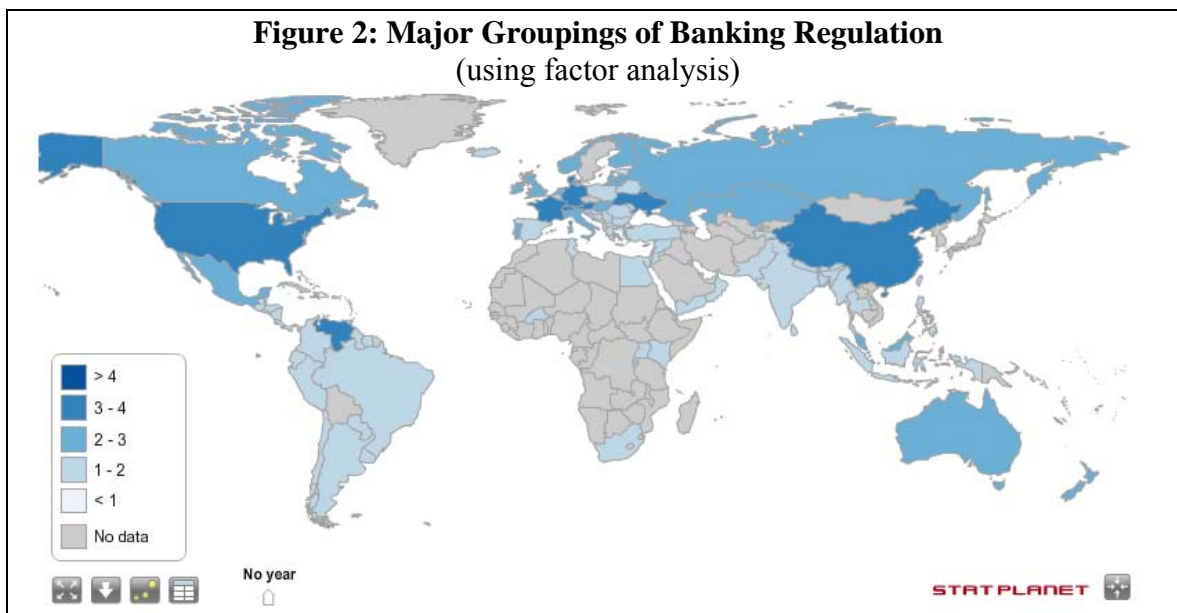 Figure 2: Major Groupings of Banking Regulation
(using factor analysis)
> 4
3 - 4
2 - 3
1 - 2
< 1
No data
No year
STATPLANET